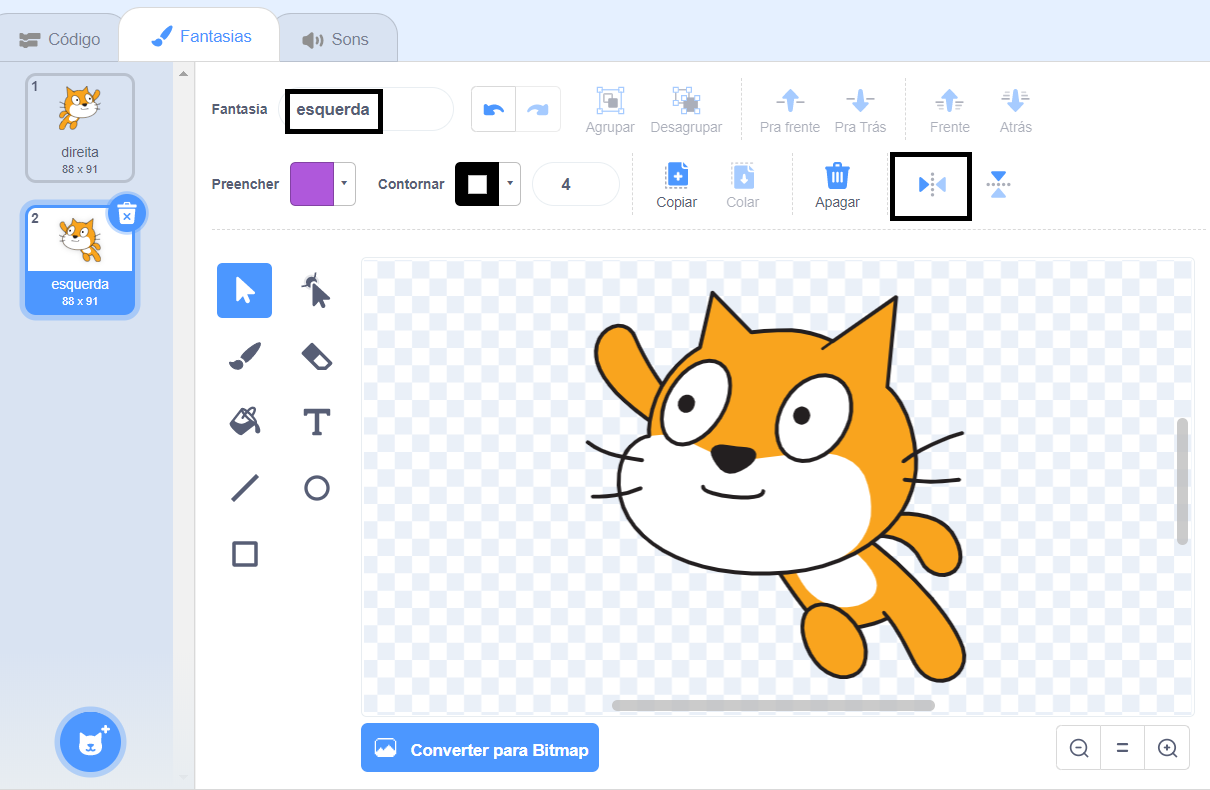 Código
Fantasias
Sons
1
direita
88 x 91
2
esquerda
88 x 91
Fantasia
esquerda
Agrupar
Desagrupar
Pra frente
Pra Trás
Frente
Atrás
Preencher
Contornar
4
Copiar
Colar
Apagar
Converter para Bitmap